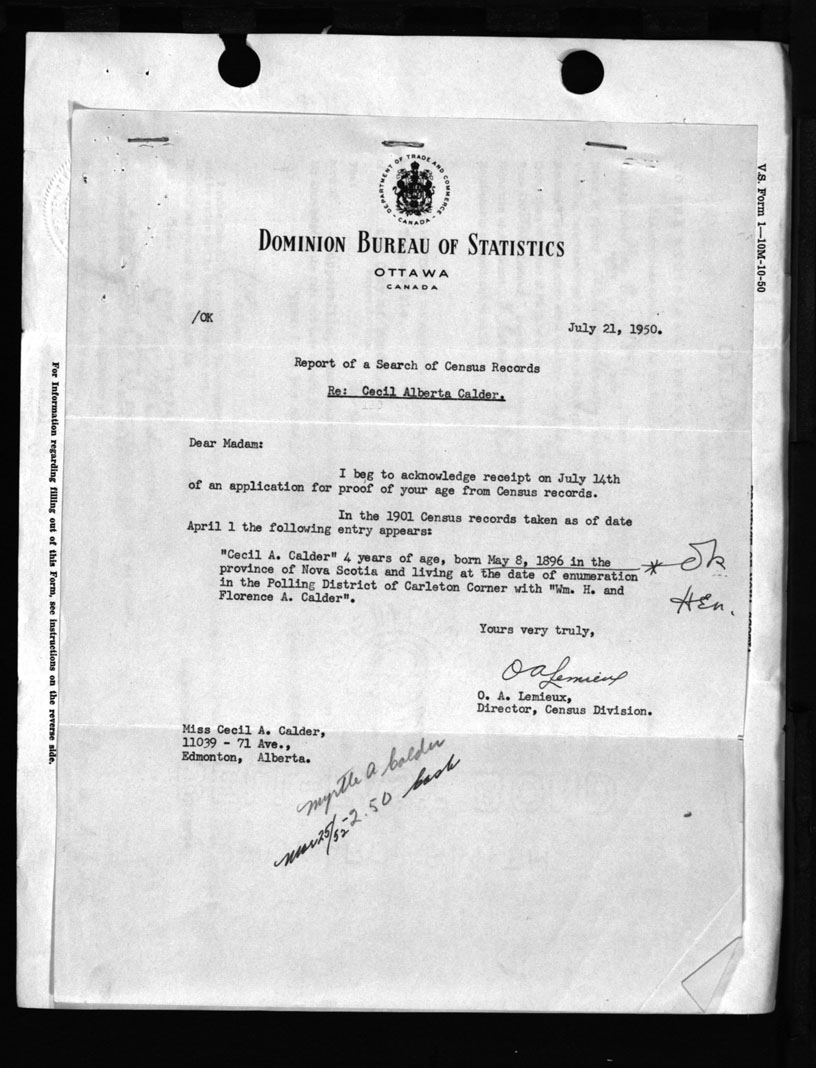 DEPARTMENT OF TRADE AND COMMERCE
- CANADA -
DOMINION BUREAU OF STATISTICS
OTTAWA
CANADA
V.S. Form 1—10M-10-50
/OK
July 21, 1950.
Report of a Search of Census Records
Re: Cecil Alberta Calder.
For Information regarding filling out of this Form, see instructions on the reverse side.
Dear Madam:
I beg to acknowledge receipt on July 14th
of an application for proof of your age from Census records.
In the 1901 Census records taken as of date
April 1 the following entry appears:
"Cecil A. Calder" 4 years of age, born May 8, 1896 in the
province of Nova Scotia and living at the date of enumeration
in the Polling District of Carleton Corner with "Wm. H. and
Florence A. Calder".
* Ok
HEn.
Yours very truly,
O A Lemieux
O. A. Lemieux,
Director, Census Division.
Miss Cecil A. Calder,
11039 - 71 Ave.,
Edmonton, Alberta.
Myrtle A Calder
Mar 25/52 - 2.50 Cash